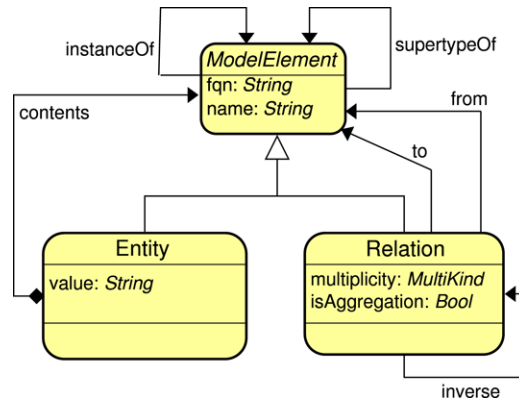 instanceOf
ModelElement
supertypeOf
fqn: String
name: String
contents
from
to
Entity
Relation
value: String
multiplicity: MultiKind
isAggregation: Bool
inverse